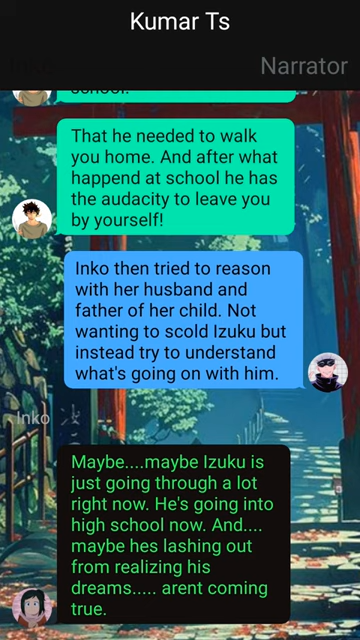 Kumar Ts
Inko
Narrator
school!
That he needed to walk
you home. And after what
happend at school he has
the audacity to leave you
by yourself!
Inko then tried to reason
with her husband and
father of her child. Not
wanting to scold Izuku but
instead try to understand
what's going on with him.
Inko
Maybe....maybe Izuku is
just going through a lot
right now. He's going into
high school now. And....
maybe hes lashing out
from realizing his
dreams..... arent coming
true.